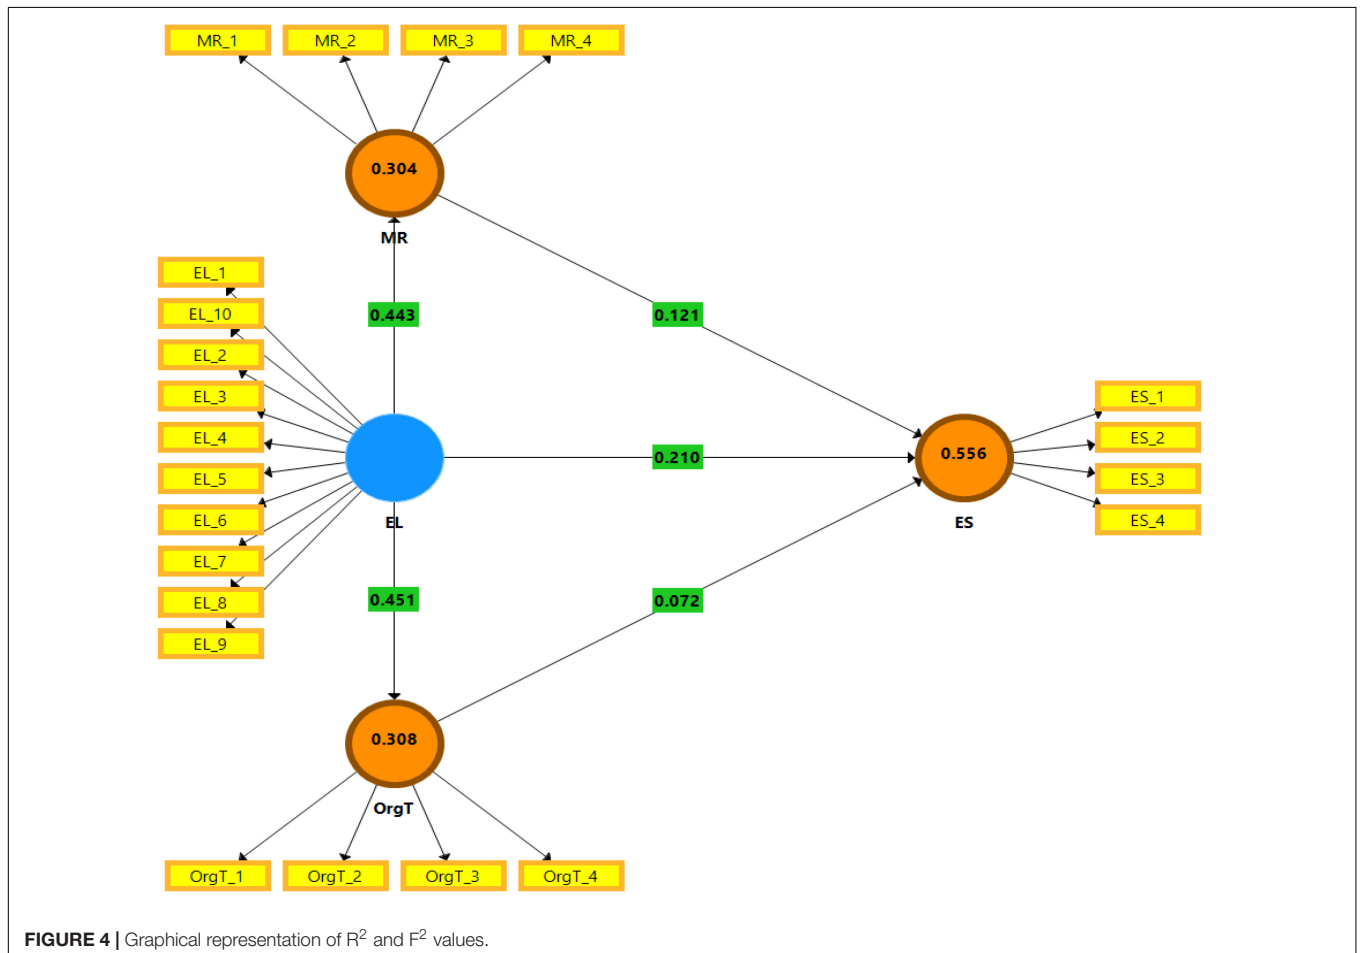 MR_1 MR_2 MR_3 MR_4
0.304
MR
EL_1
EL_10
EL_2
EL_3
EL_4
EL_5
EL_6
EL_7
EL_8
EL_9
0.443
0.121
EL
0.210
0.556
ES
ES_1
ES_2
ES_3
ES_4
0.451
0.072
0.308
OrgT
OrgT_1 OrgT_2 OrgT_3 OrgT_4
FIGURE 4 | Graphical representation of R² and F² values.